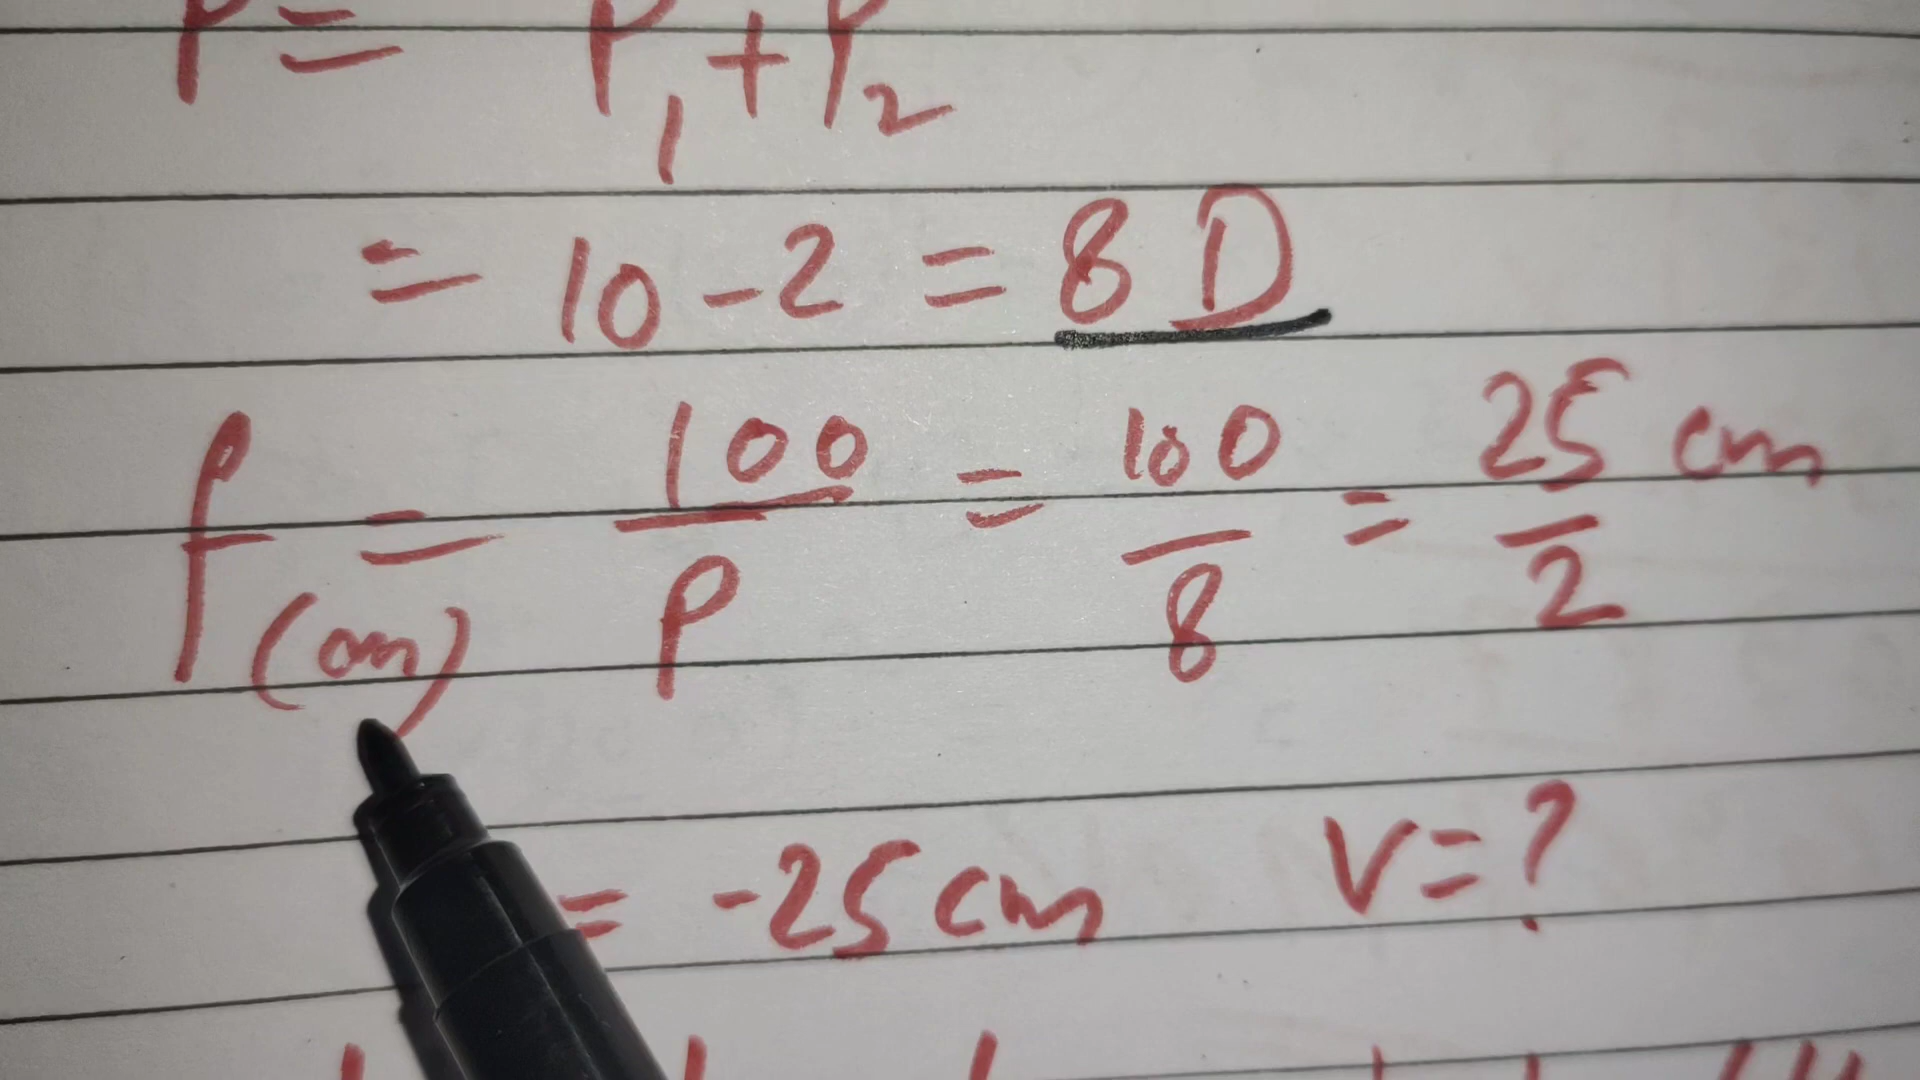 P = P₁ + P₂
= 10 - 2 = 8 D
f(cm) = 100/P = 100/8 = 25/2 cm
= -25 cm V = ?